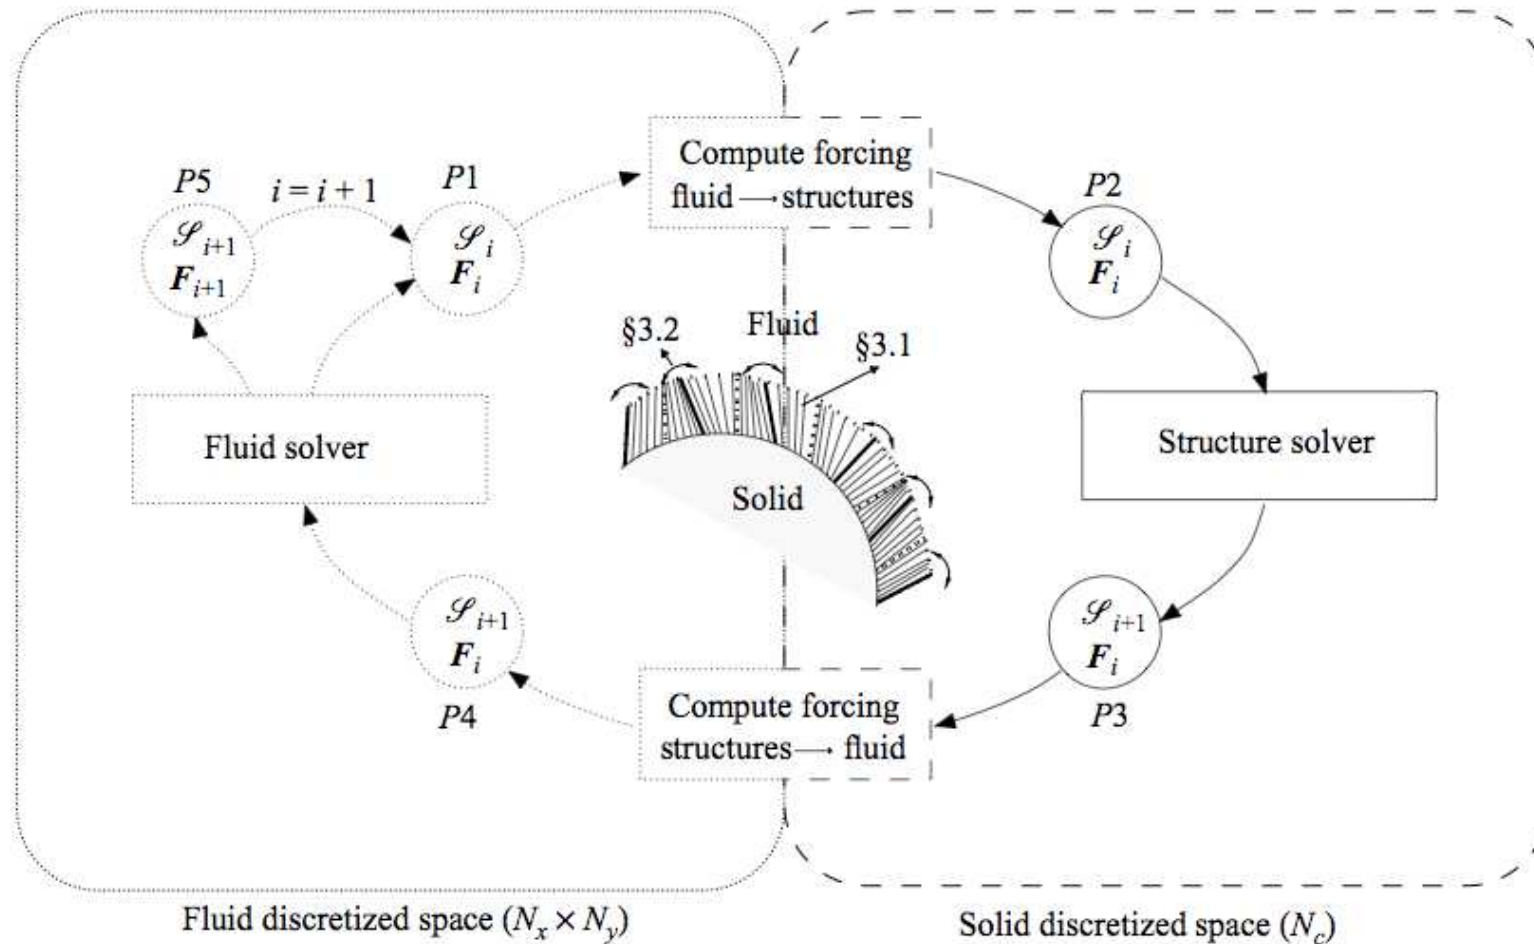 Compute forcing
fluid → structures
P5
i = i + 1
P1
P2
𝒮i+1
Fi+1
𝒮i
Fi
𝒮i
Fi
§3.2
Fluid
§3.1
Fluid solver
Solid
Structure solver
𝒮i+1
Fi
P4
Compute forcing
structures → fluid
𝒮i+1
Fi
P3
Fluid discretized space (Nx × Ny)
Solid discretized space (Nc)